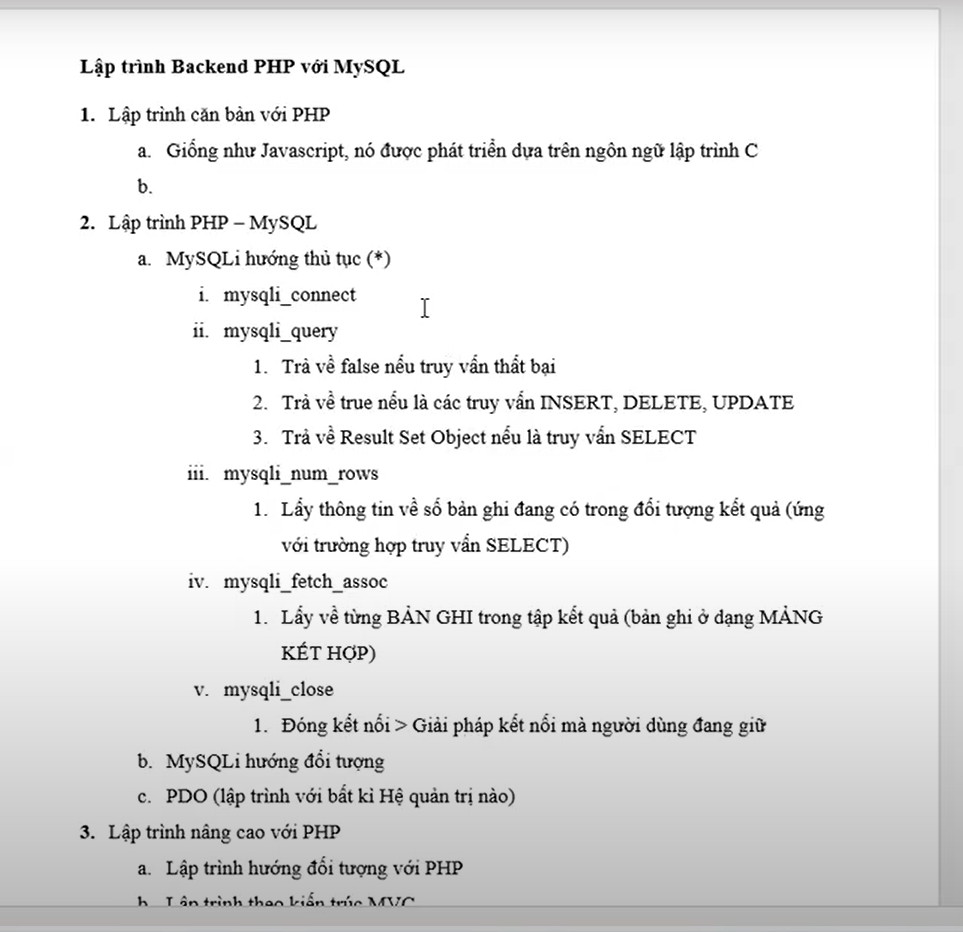 Lập trình Backend PHP với MySQL
1. Lập trình căn bản với PHP
a. Giống như Javascript, nó được phát triển dựa trên ngôn ngữ lập trình C
b.
2. Lập trình PHP – MySQL
a. MySQLi hướng thủ tục (*)
i. mysqli_connect
ii. mysqli_query
1. Trả về false nếu truy vấn thất bại
2. Trả về true nếu là các truy vấn INSERT, DELETE, UPDATE
3. Trả về Result Set Object nếu là truy vấn SELECT
iii. mysqli_num_rows
1. Lấy thông tin về số bản ghi đang có trong đối tượng kết quả (ứng
với trường hợp truy vấn SELECT)
iv. mysqli_fetch_assoc
1. Lấy về từng BẢN GHI trong tập kết quả (bản ghi ở dạng MẢNG
KẾT HỢP)
v. mysqli_close
1. Đóng kết nối > Giải pháp kết nối mà người dùng đang giữ
b. MySQLi hướng đối tượng
c. PDO (lập trình với bất kì Hệ quản trị nào)
3. Lập trình nâng cao với PHP
a. Lập trình hướng đối tượng với PHP
b. Lập trình theo kiến trúc MVC